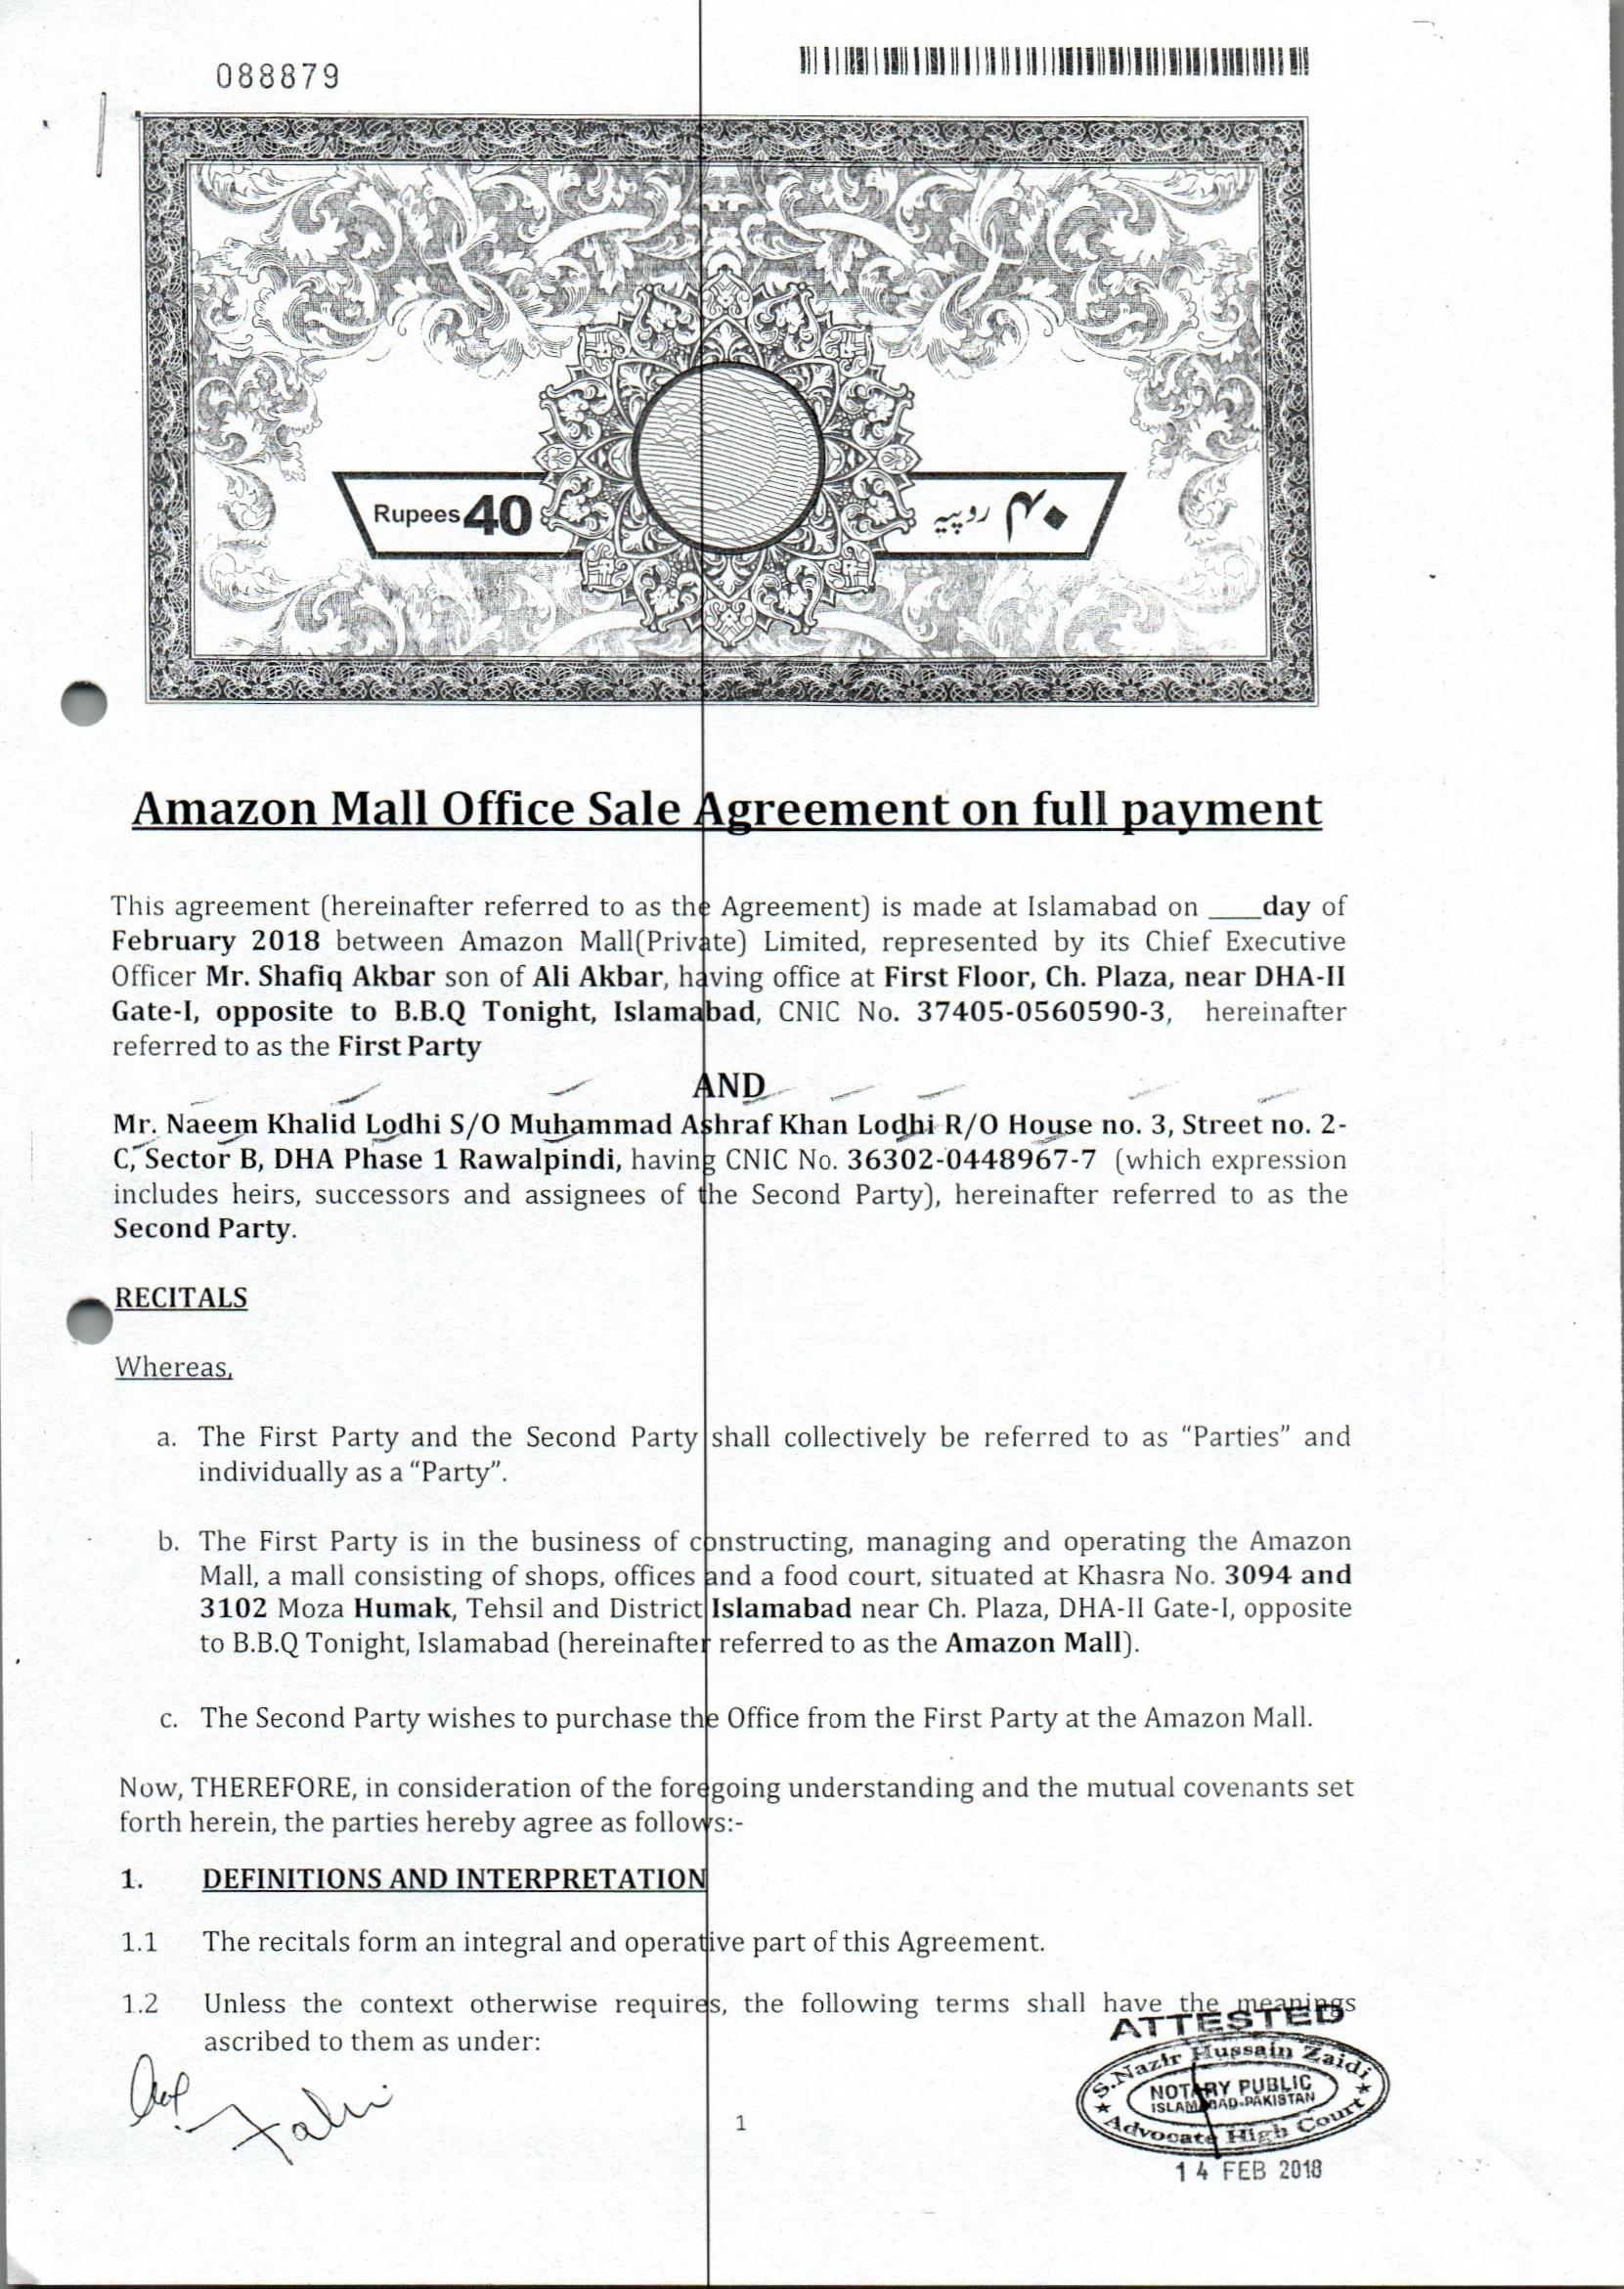 088879
Rupees 40
۴۰ روپیہ
Amazon Mall Office Sale Agreement on full payment
This agreement (hereinafter referred to as the Agreement) is made at Islamabad on ____day of
February 2018 between Amazon Mall(Private) Limited, represented by its Chief Executive
Officer Mr. Shafiq Akbar son of Ali Akbar, having office at First Floor, Ch. Plaza, near DHA-II
Gate-I, opposite to B.B.Q Tonight, Islamabad, CNIC No. 37405-0560590-3, hereinafter
referred to as the First Party
AND
Mr. Naeem Khalid Lodhi S/O Muhammad Ashraf Khan Lodhi R/O House no. 3, Street no. 2-
C, Sector B, DHA Phase 1 Rawalpindi, having CNIC No. 36302-0448967-7 (which expression
includes heirs, successors and assignees of the Second Party), hereinafter referred to as the
Second Party.
RECITALS
Whereas,
a. The First Party and the Second Party shall collectively be referred to as “Parties” and
individually as a “Party”.
b. The First Party is in the business of constructing, managing and operating the Amazon
Mall, a mall consisting of shops, offices and a food court, situated at Khasra No. 3094 and
3102 Moza Humak, Tehsil and District Islamabad near Ch. Plaza, DHA-II Gate-I, opposite
to B.B.Q Tonight, Islamabad (hereinafter referred to as the Amazon Mall).
c. The Second Party wishes to purchase the Office from the First Party at the Amazon Mall.
Now, THEREFORE, in consideration of the foregoing understanding and the mutual covenants set
forth herein, the parties hereby agree as follows:-
1. DEFINITIONS AND INTERPRETATION
1.1 The recitals form an integral and operative part of this Agreement.
1.2 Unless the context otherwise requires, the following terms shall have the meanings
ascribed to them as under:
ATTESTED
S.Nazir Hussain Zaidi
NOTARY PUBLIC
ISLAMABAD-PAKISTAN
Advocate High Court
1
14 FEB 2018